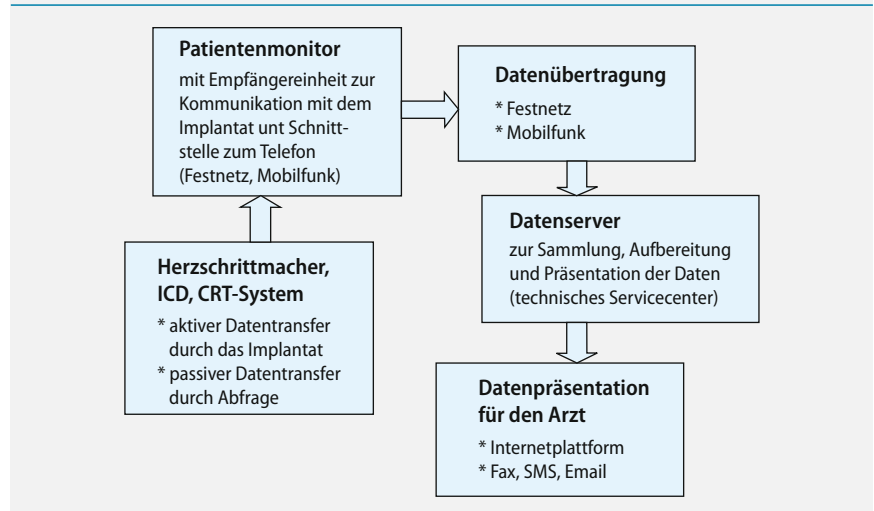 Patientenmonitor
mit Empfängereinheit zur
Kommunikation mit dem
Implantat unt Schnitt-
stelle zum Telefon
(Festnetz, Mobilfunk)
Datenübertragung
* Festnetz
* Mobilfunk
Herzschrittmacher,
ICD, CRT-System
* aktiver Datentransfer
durch das Implantat
* passiver Datentransfer
durch Abfrage
Datenserver
zur Sammlung, Aufbereitung
und Präsentation der Daten
(technisches Servicecenter)
Datenpräsentation
für den Arzt
* Internetplattform
* Fax, SMS, Email